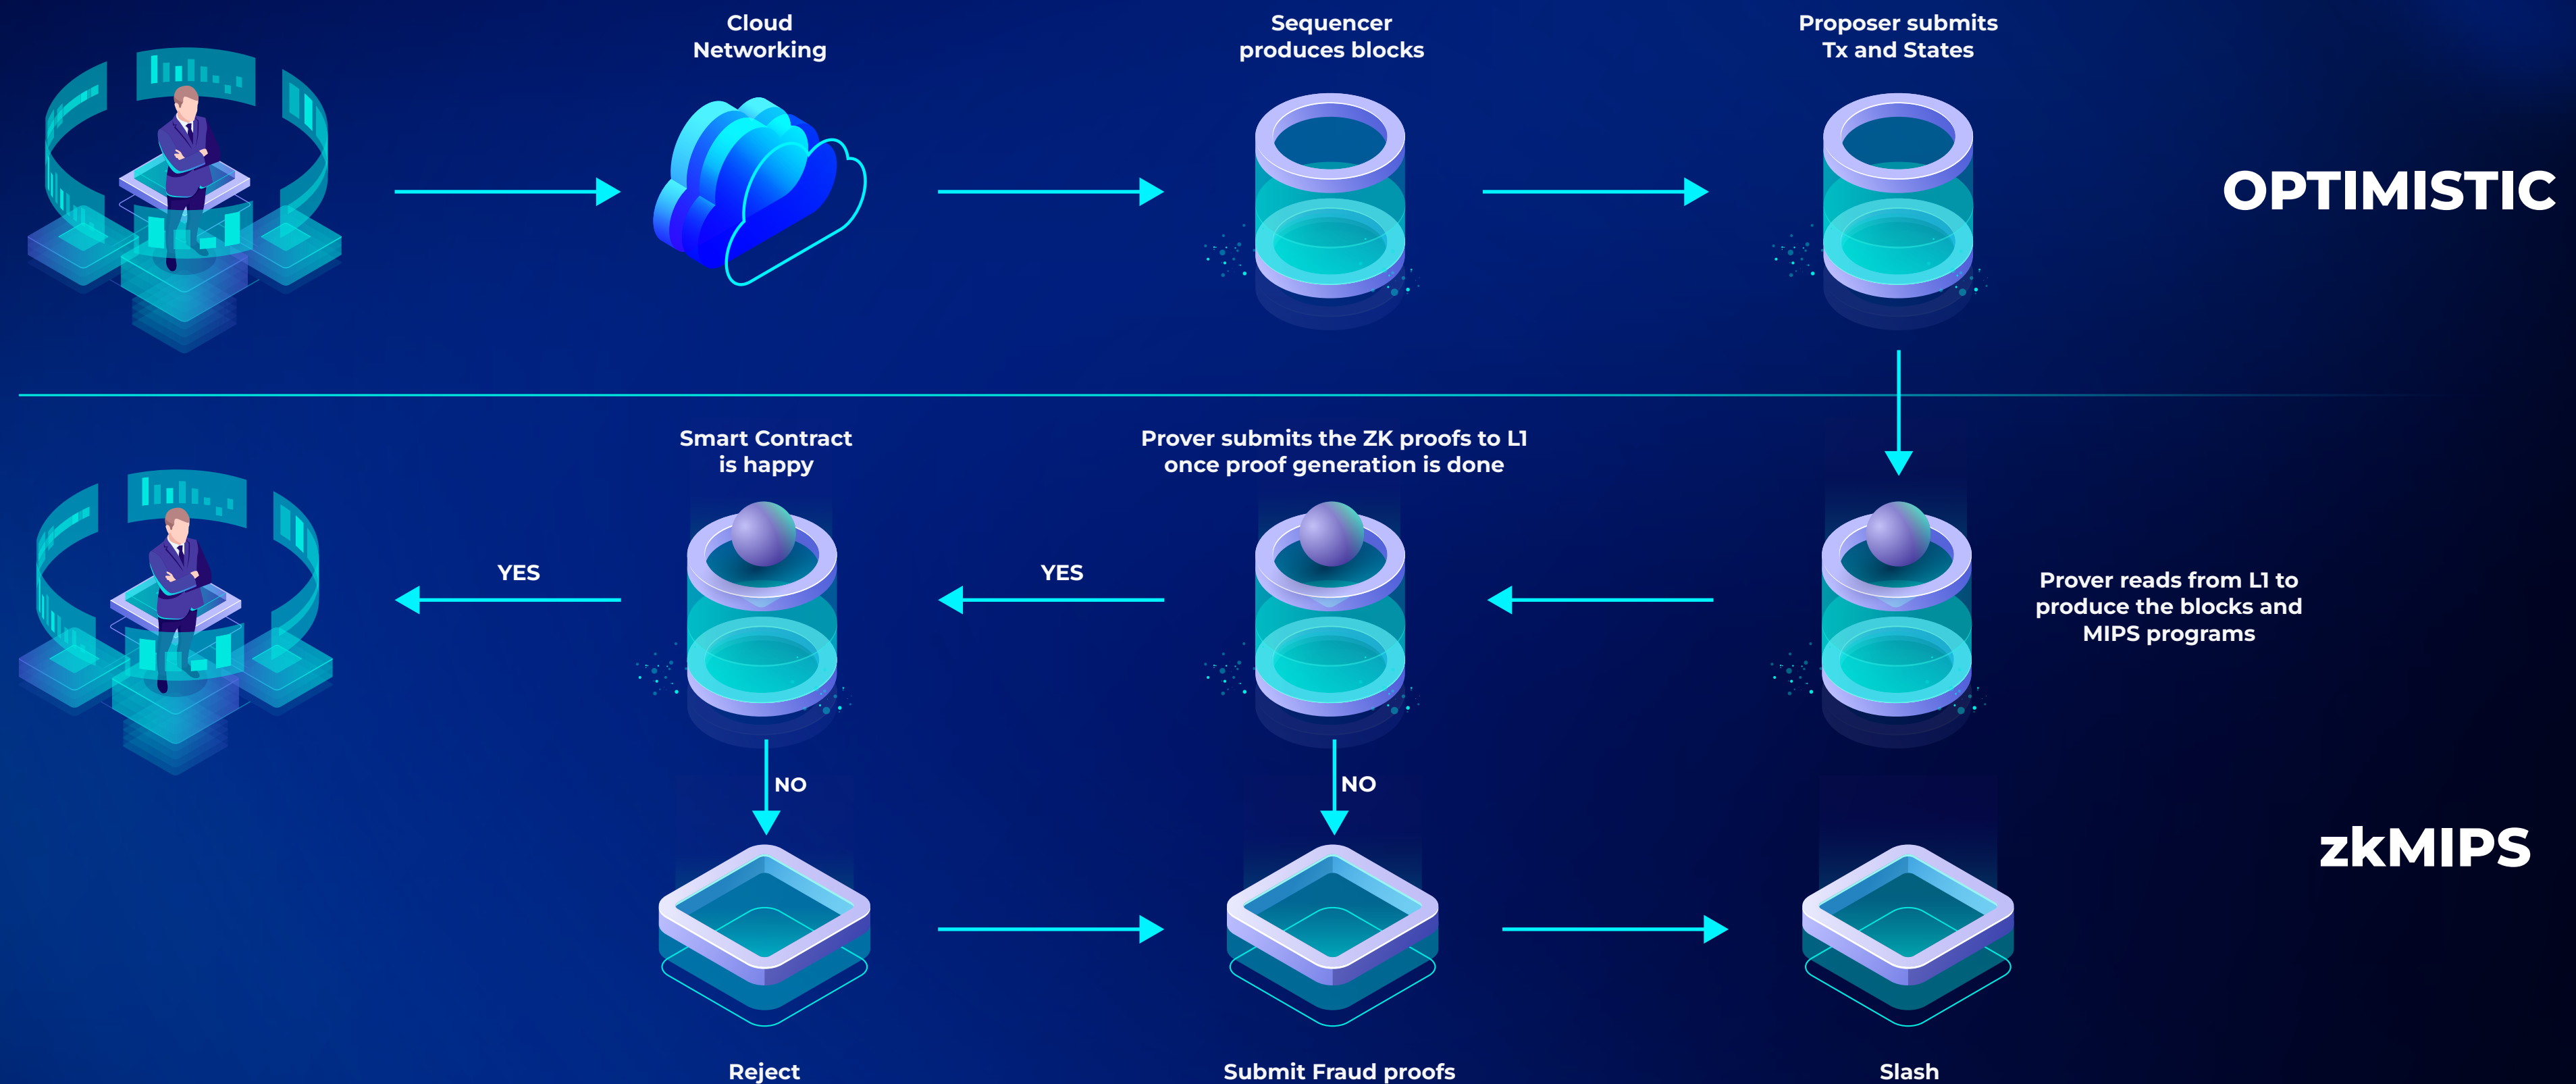 Cloud
Networking
Sequencer
produces blocks
Proposer submits
Tx and States
OPTIMISTIC
Smart Contract
is happy
Prover submits the ZK proofs to L1
once proof generation is done
YES
YES
Prover reads from L1 to
produce the blocks and
MIPS programs
NO
NO
zkMIPS
Reject
Submit Fraud proofs
Slash